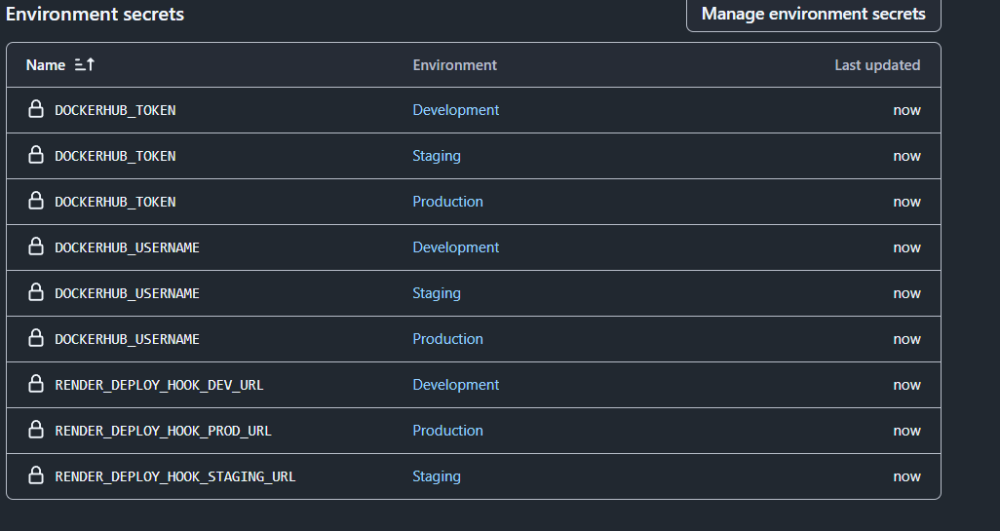 Environment secrets
Manage environment secrets
Name Environment Last updated
DOCKERHUB_TOKEN Development now
DOCKERHUB_TOKEN Staging now
DOCKERHUB_TOKEN Production now
DOCKERHUB_USERNAME Development now
DOCKERHUB_USERNAME Staging now
DOCKERHUB_USERNAME Production now
RENDER_DEPLOY_HOOK_DEV_URL Development now
RENDER_DEPLOY_HOOK_PROD_URL Production now
RENDER_DEPLOY_HOOK_STAGING_URL Staging now